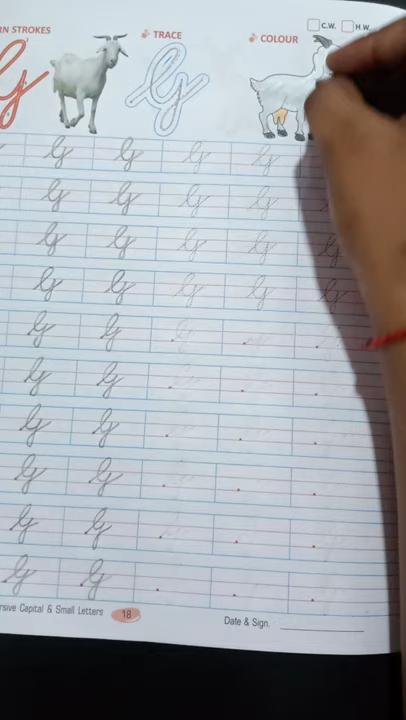 RN STROKES
TRACE
COLOUR
C.W.
H.W.
G
G
G G G G
G G G G
G G G G G
G G G G G
G G G
G G
G G
G G
G G
G G
rsive Capital & Small Letters
18
Date & Sign.